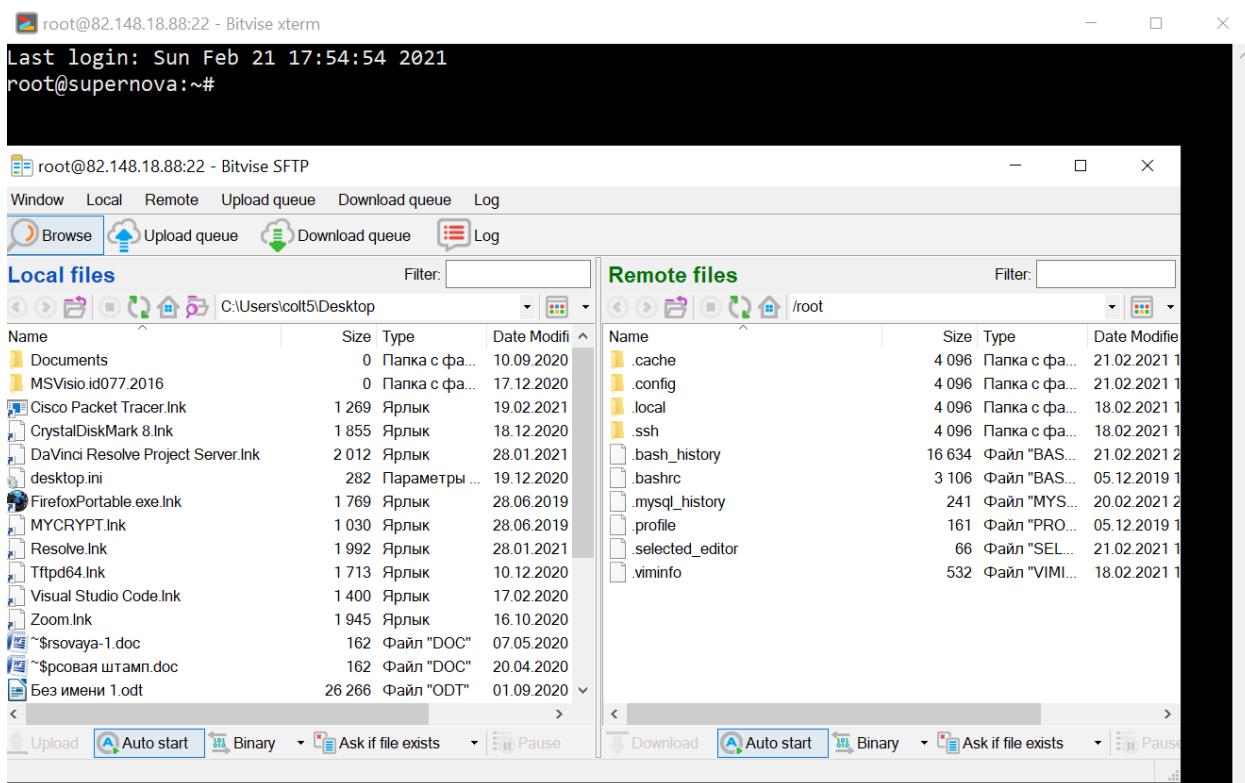 root@82.148.18.88:22 - Bitvise xterm
Last login: Sun Feb 21 17:54:54 2021
root@supernova:~#
root@82.148.18.88:22 - Bitvise SFTP
Window Local Remote Upload queue Download queue Log
Browse Upload queue Download queue Log
Local files Filter:
C:\Users\colt5\Desktop
Name Size Type Date Modifi
Documents 0 Папка с фа... 10.09.2020
MSVisio.id077.2016 0 Папка с фа... 17.12.2020
Cisco Packet Tracer.lnk 1 269 Ярлык 19.02.2021
CrystalDiskMark 8.lnk 1 855 Ярлык 18.12.2020
DaVinci Resolve Project Server.lnk 2 012 Ярлык 28.01.2021
desktop.ini 282 Параметры ... 19.12.2020
FirefoxPortable.exe.lnk 1 769 Ярлык 28.06.2019
MYCRYPT.lnk 1 030 Ярлык 28.06.2019
Resolve.lnk 1 992 Ярлык 28.01.2021
Tftpd64.lnk 1 713 Ярлык 10.12.2020
Visual Studio Code.lnk 1 400 Ярлык 17.02.2020
Zoom.lnk 1 945 Ярлык 16.10.2020
~$rsovaya-1.doc 162 Файл "DOC" 07.05.2020
~$рсовая штамп.doc 162 Файл "DOC" 20.04.2020
Без имени 1.odt 26 266 Файл "ODT" 01.09.2020
Upload Auto start Binary Ask if file exists Pause
Remote files Filter:
/root
Name Size Type Date Modifie
.cache 4 096 Папка с фа... 21.02.2021 1
.config 4 096 Папка с фа... 21.02.2021 1
.local 4 096 Папка с фа... 18.02.2021 1
.ssh 4 096 Папка с фа... 18.02.2021 1
.bash_history 16 634 Файл "BAS... 21.02.2021 2
.bashrc 3 106 Файл "BAS... 05.12.2019 1
.mysql_history 241 Файл "MYS... 20.02.2021 2
.profile 161 Файл "PRO... 05.12.2019 1
.selected_editor 66 Файл "SEL... 21.02.2021 1
.viminfo 532 Файл "VIMI... 18.02.2021 1
Download Auto start Binary Ask if file exists Pause